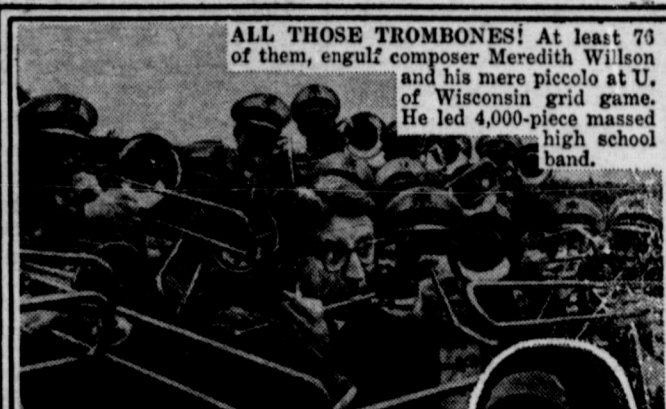 ALL THOSE TROMBONES! At least 76
of them, engulf composer Meredith Willson
and his mere piccolo at U.
of Wisconsin grid game.
He led 4,000-piece massed
high school
band.